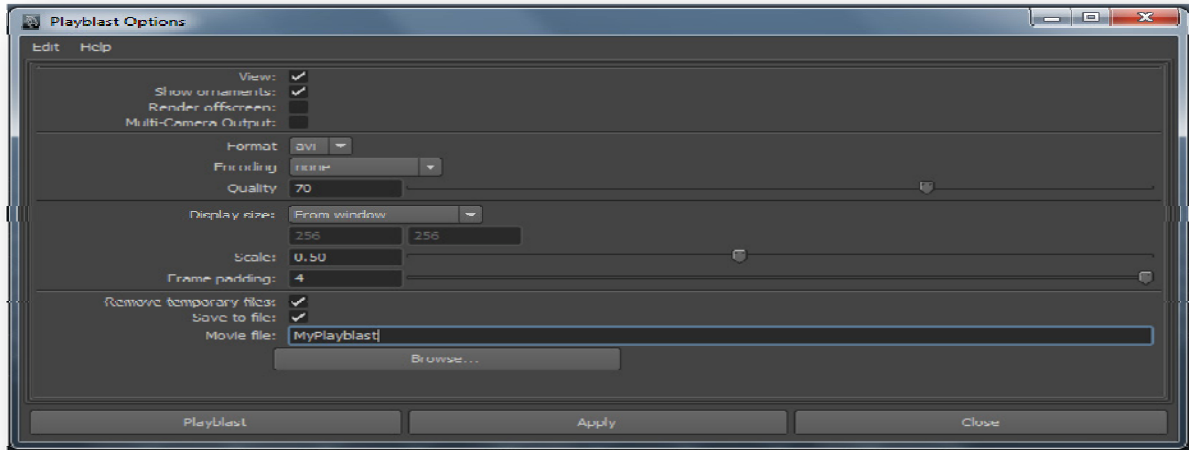 Playblast Options
Edit Help
View:
Show ornaments:
Render offscreen:
Multi-Camera Output:
Format avi
Encoding none
Quality 70
Display size: From window
256 256
Scale: 0.50
Frame padding: 4
Remove temporary files:
Save to file:
Movie file: MyPlayblast
Browse...
Playblast Apply Close